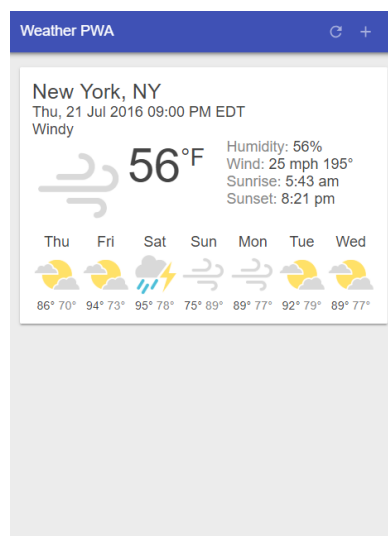 Weather PWA
New York, NY
Thu, 21 Jul 2016 09:00 PM EDT
Windy
56°F
Humidity: 56%
Wind: 25 mph 195°
Sunrise: 5:43 am
Sunset: 8:21 pm
Thu Fri Sat Sun Mon Tue Wed
86° 70° 94° 73° 95° 78° 75° 89° 89° 77° 92° 79° 89° 77°